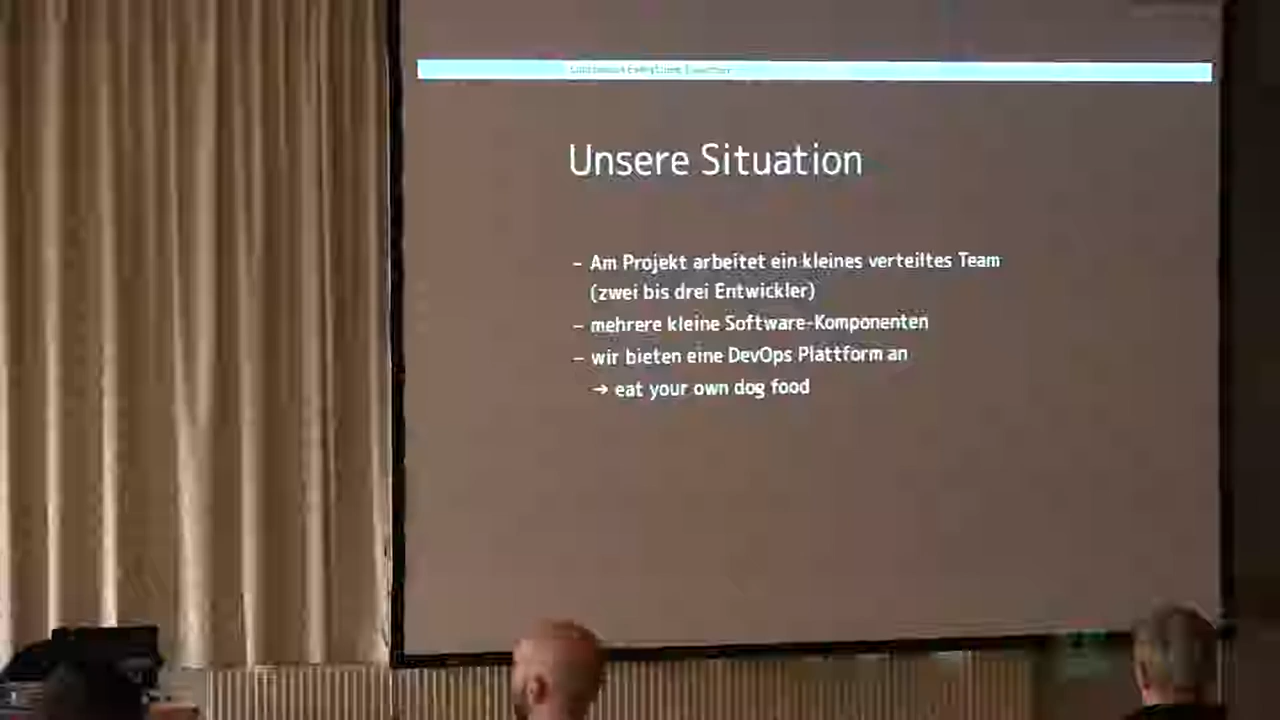 Unsere Situation
– Am Projekt arbeitet ein kleines verteiltes Team
(zwei bis drei Entwickler)
– mehrere kleine Software-Komponenten
– wir bieten eine DevOps Plattform an
→ eat your own dog food